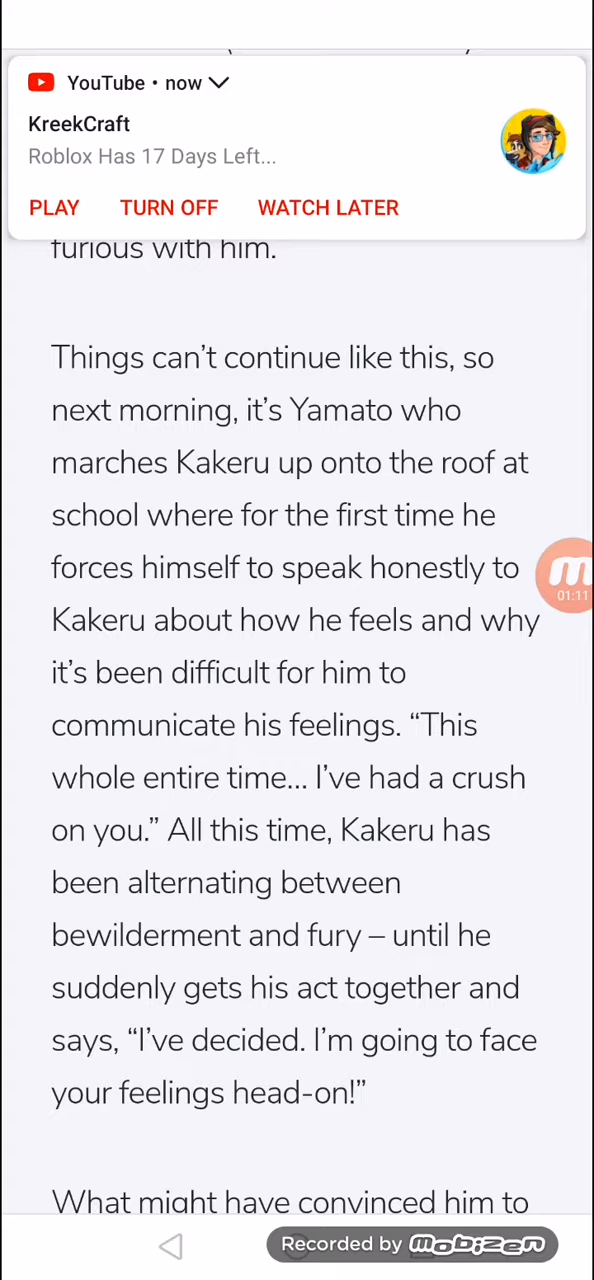 YouTube • now
KreekCraft
Roblox Has 17 Days Left...
PLAY TURN OFF WATCH LATER
furious with him.
Things can’t continue like this, so
next morning, it’s Yamato who
marches Kakeru up onto the roof at
school where for the first time he
forces himself to speak honestly to
Kakeru about how he feels and why
it’s been difficult for him to
communicate his feelings. “This
whole entire time... I’ve had a crush
on you.” All this time, Kakeru has
been alternating between
bewilderment and fury – until he
suddenly gets his act together and
says, “I’ve decided. I’m going to face
your feelings head-on!”
What might have convinced him to
01:11
Recorded by mobizen